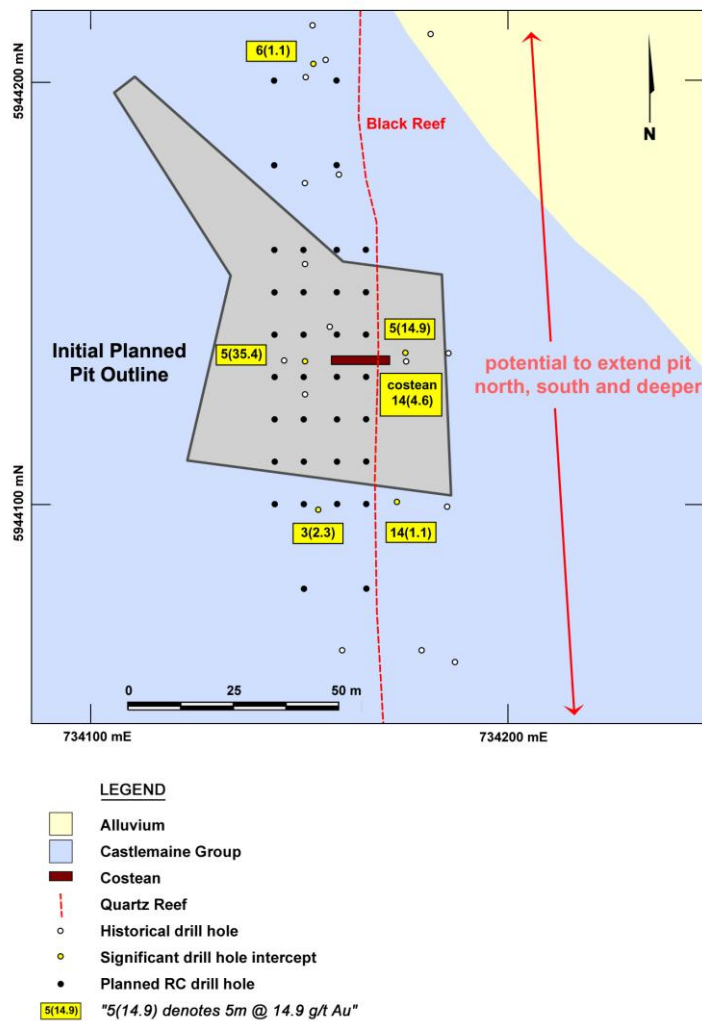 6(1.1)
5944200 mN
Black Reef
N
5(14.9)
Initial Planned
Pit Outline
5(35.4)
potential to extend pit
north, south and deeper
costean
14(4.6)
5944100 mN
3(2.3)
14(1.1)
0 25 50 m
734100 mE
734200 mE
LEGEND
Alluvium
Castlemaine Group
Costean
Quartz Reef
Historical drill hole
Significant drill hole intercept
Planned RC drill hole
5(14.9) "5(14.9) denotes 5m @ 14.9 g/t Au"